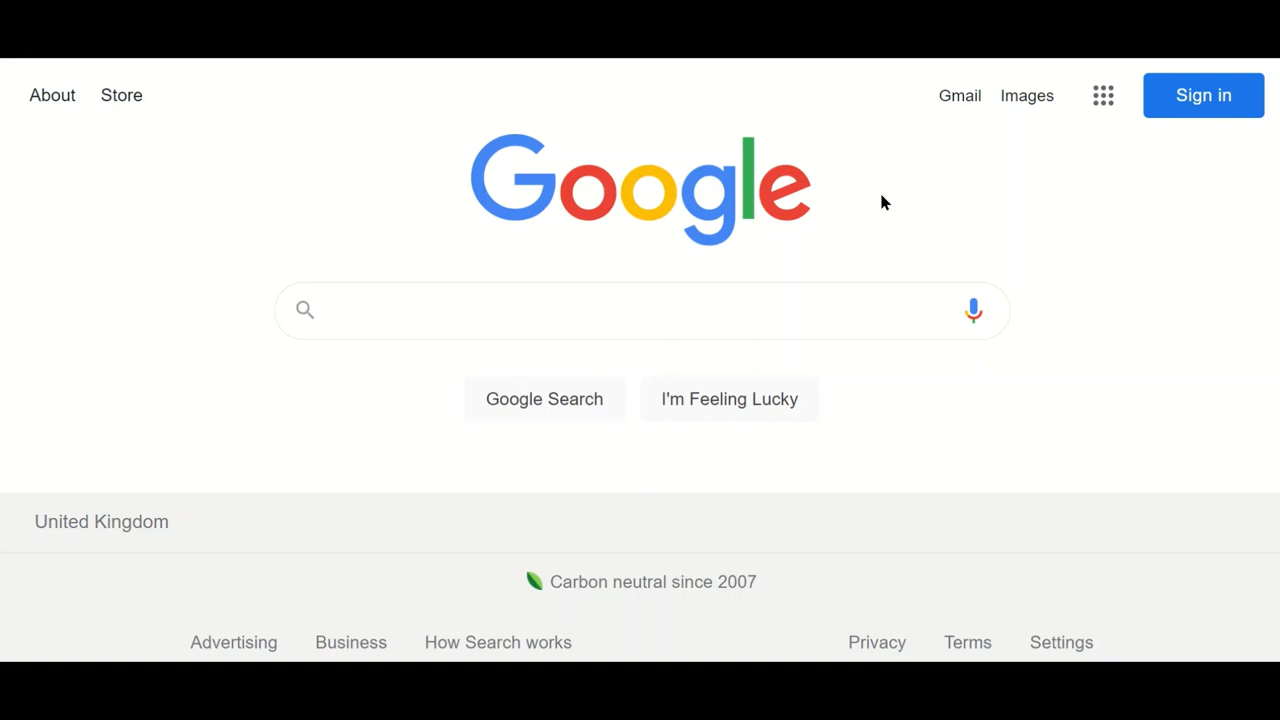 About Store Gmail Images Sign in
Google
Google Search I'm Feeling Lucky
United Kingdom
Carbon neutral since 2007
Advertising Business How Search works Privacy Terms Settings